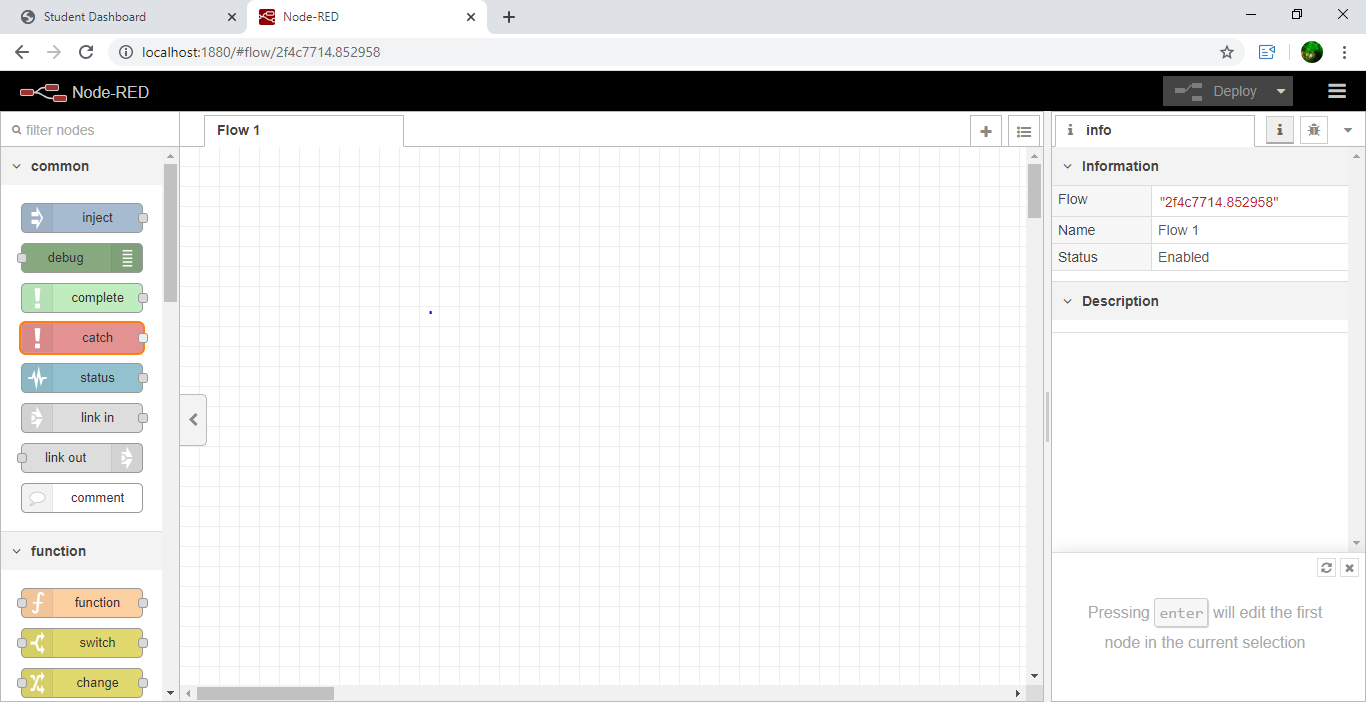 Student Dashboard
Node-RED
localhost:1880/#flow/2f4c7714.852958
Node-RED
Deploy
filter nodes
common
inject
debug
complete
catch
status
link in
link out
comment
function
function
switch
change
Flow 1
info
Information
Flow "2f4c7714.852958"
Name Flow 1
Status Enabled
Description
Pressing enter will edit the first
node in the current selection